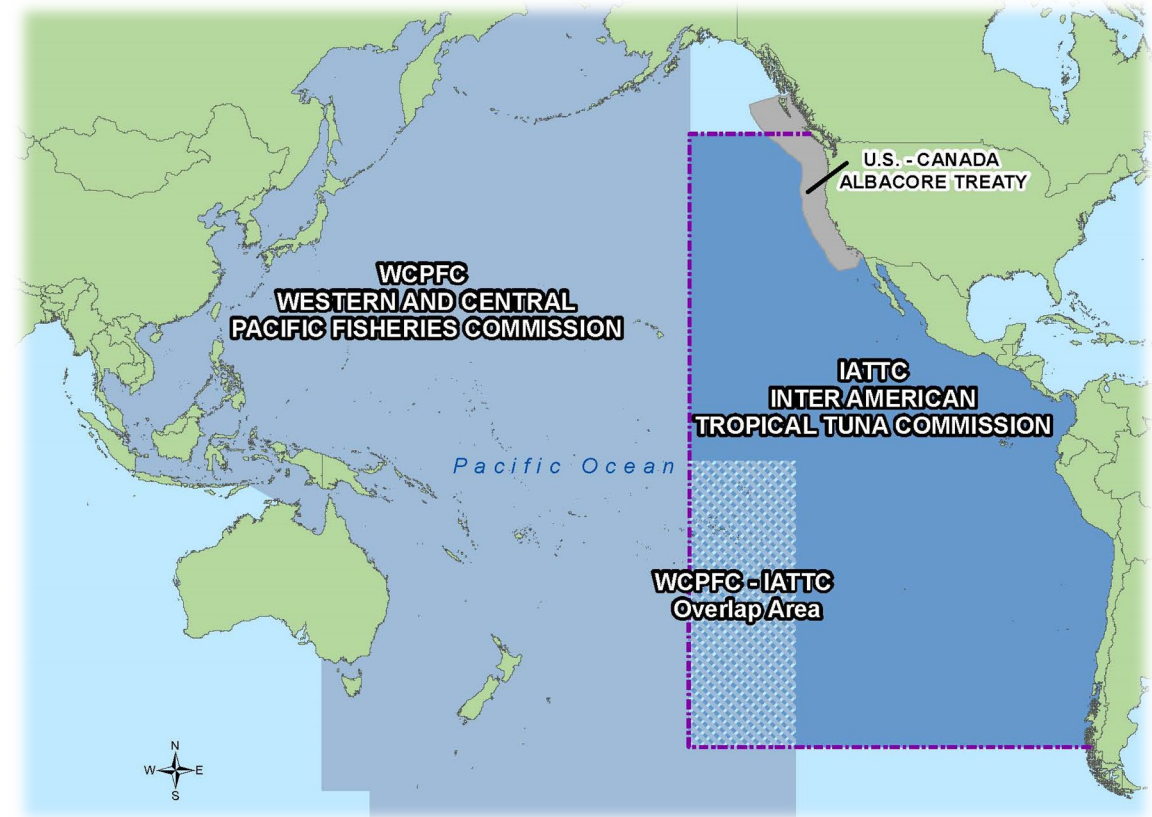 U.S. - CANADA
ALBACORE TREATY
WCPFC
WESTERN AND CENTRAL
PACIFIC FISHERIES COMMISSION
IATTC
INTER AMERICAN
TROPICAL TUNA COMMISSION
Pacific Ocean
WCPFC - IATTC
Overlap Area
N
W E
S